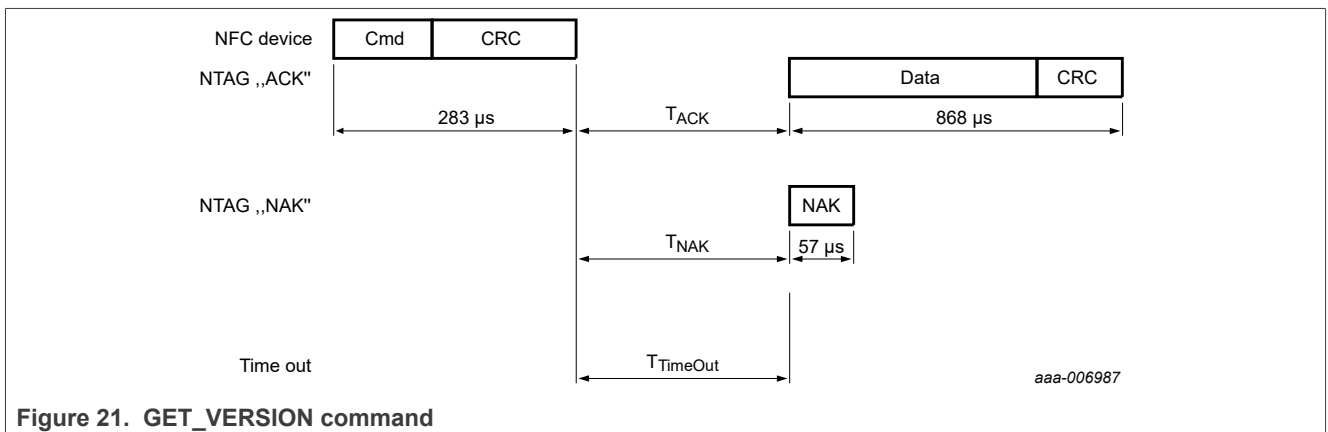 NFC device Cmd CRC
NTAG ,,ACK" Data CRC
283 µs TACK 868 µs
NTAG ,,NAK" NAK
TNAK 57 µs
Time out TTimeOut aaa-006987
Figure 21. GET_VERSION command